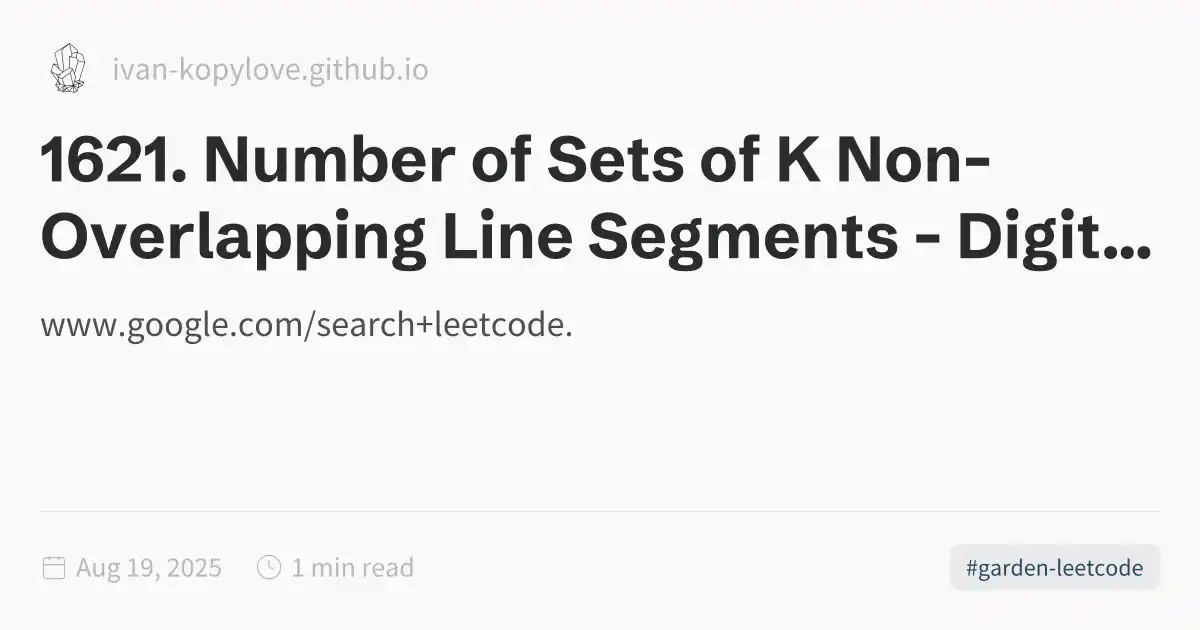 ivan-kopylove.github.io
1621. Number of Sets of K Non-
Overlapping Line Segments - Digit...
www.google.com/search+leetcode.
Aug 19, 2025
1 min read
#garden-leetcode